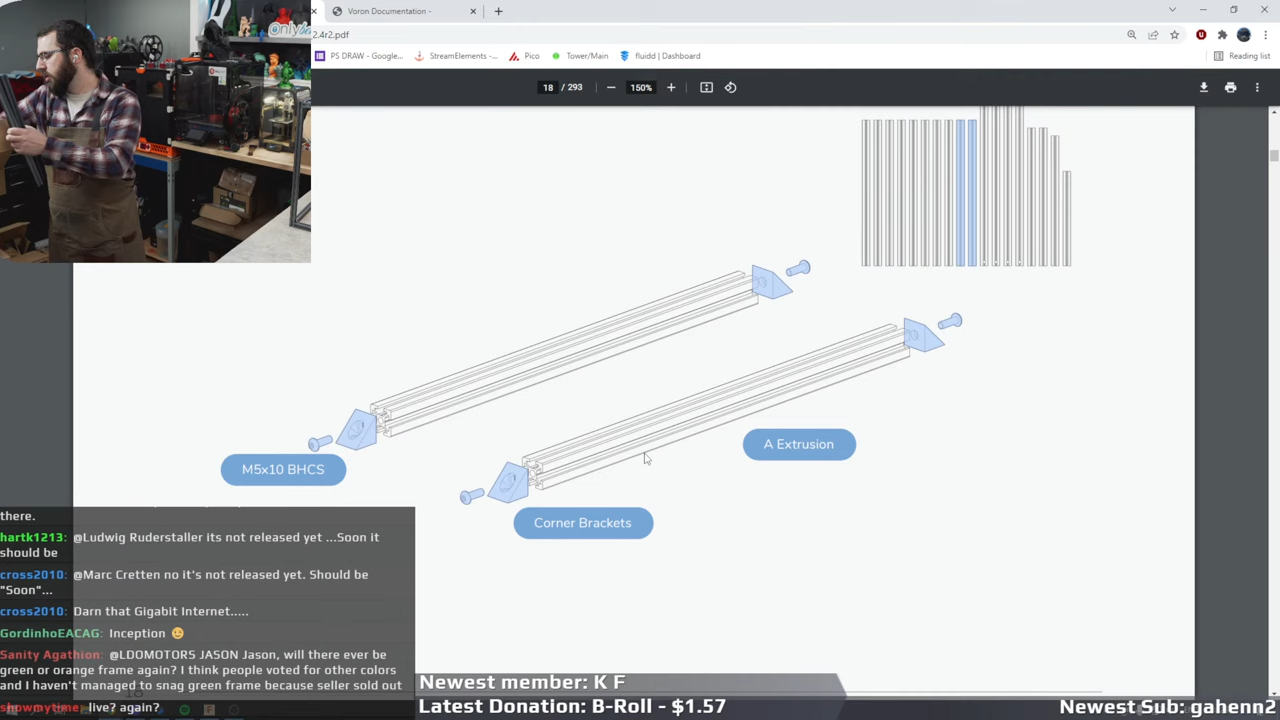 Voron Documentation -
2.4r2.pdf
PS DRAW - Google...
StreamElements -...
Pico
Tower/Main
fluidd | Dashboard
Reading list
18 / 293
150%
M5x10 BHCS
A Extrusion
Corner Brackets
there.
hartk1213: @Ludwig Ruderstaller its not released yet ...Soon it
should be
cross2010: @Marc Cretten no it's not released yet. Should be
"Soon"...
cross2010: Darn that Gigabit Internet.....
GordinhoEACAG: Inception 😉
Sanity Agathion: @LDOMOTORS JASON Jason, will there ever be
green or orange frame again? I think people voted for other colors
and I haven't managed to snag green frame because seller sold out
showmytime: live? again?
Newest member: K F
Latest Donation: B-Roll - $1.57
Newest Sub: gahenn2